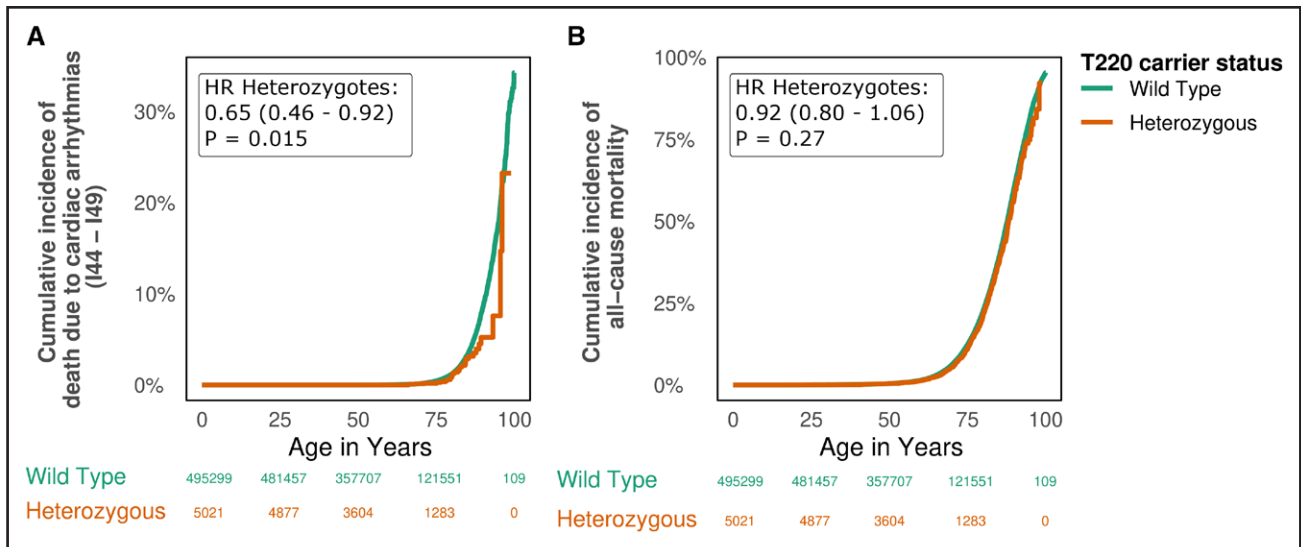 A
Cumulative incidence of
death due to cardiac arrhythmias
(I44 – I49)
30%
20%
10%
0%
HR Heterozygotes:
0.65 (0.46 - 0.92)
P = 0.015
0 25 50 75 100
Age in Years
Wild Type 495299 481457 357707 121551 109
Heterozygous 5021 4877 3604 1283 0
B
Cumulative incidence of
all−cause mortality
100%
75%
50%
25%
0%
HR Heterozygotes:
0.92 (0.80 - 1.06)
P = 0.27
0 25 50 75 100
Age in Years
Wild Type 495299 481457 357707 121551 109
Heterozygous 5021 4877 3604 1283 0
T220 carrier status
Wild Type
Heterozygous